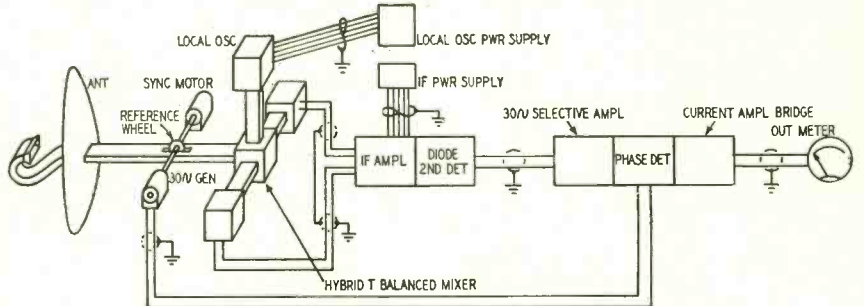 LOCAL OSC
LOCAL OSC PWR SUPPLY
ANT
SYNC MOTOR
IF PWR SUPPLY
REFERENCE
WHEEL
30~ SELECTIVE AMPL
CURRENT AMPL BRIDGE
OUT METER
IF AMPL
DIODE
2ND DET
PHASE DET
30~ GEN
HYBRID T BALANCED MIXER